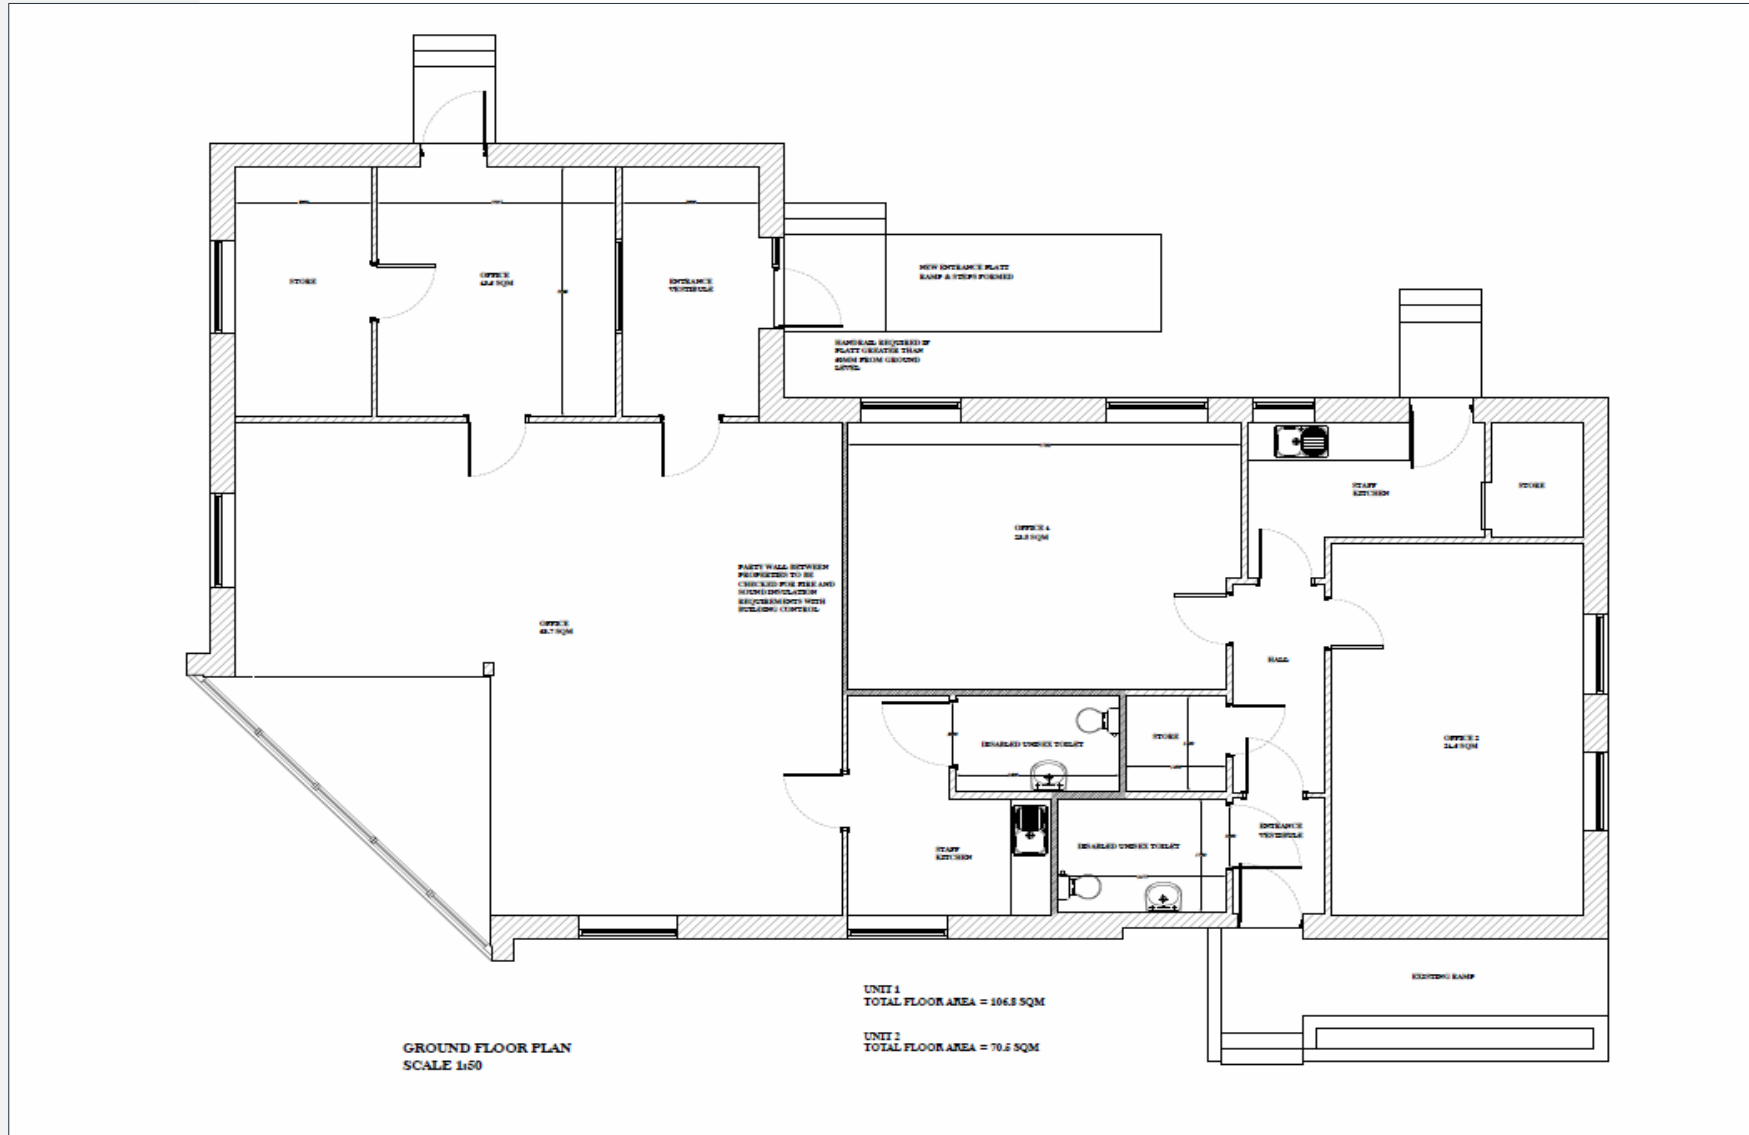 STORE
OFFICE
ENTRANCE
VESTIBULE
NEW ENTRANCE PLATT
RAMP & STEPS FORMED
HANDRAIL REQUIRED IF
PLATT GREATER THAN
FROM GROUND
LEVEL
STAFF
KITCHEN
STORE
OFFICE
SQM
PARTY WALL BETWEEN
PROPERTIES TO BE
CHECKED FOR FIRE AND
SOUND INSULATION
REQUIREMENTS WITH
BUILDING CONTROL
OFFICE
SQM
HALL
STORE
DISABLED UNISEX TOILET
OFFICE 2
SQM
ENTRANCE
VESTIBULE
STAFF
KITCHEN
DISABLED UNISEX TOILET
EXISTING RAMP
UNIT 1
TOTAL FLOOR AREA = 106.8 SQM
UNIT 2
TOTAL FLOOR AREA = SQM
GROUND FLOOR PLAN
SCALE 1:50